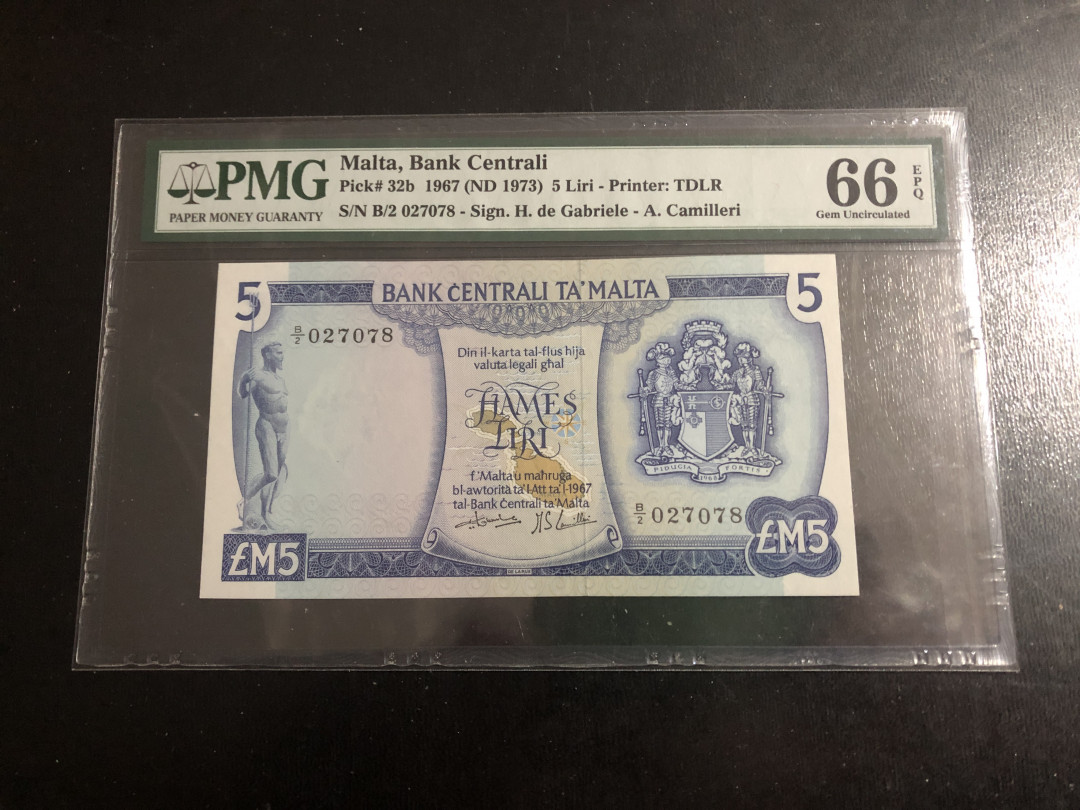 PMG
PAPER MONEY GUARANTY
Malta, Bank Centrali
Pick# 32b 1967 (ND 1973) 5 Liri - Printer: TDLR
S/N B/2 027078 - Sign. H. de Gabriele - A. Camilleri
66 EPQ
Gem Uncirculated
5
BANK ĊENTRALI TA' MALTA
5
B/2 027078
Din il-karta tal-flus hija
valuta legali għal
ĦAMES
LIRI
f'Malta u maħruġa
bl-awtorità ta' l-Att ta' l-1967
tal-Bank Ċentrali ta' Malta
FIDUCIA 1968 FORTIS
B/2 027078
£M5
£M5
DE LARUE